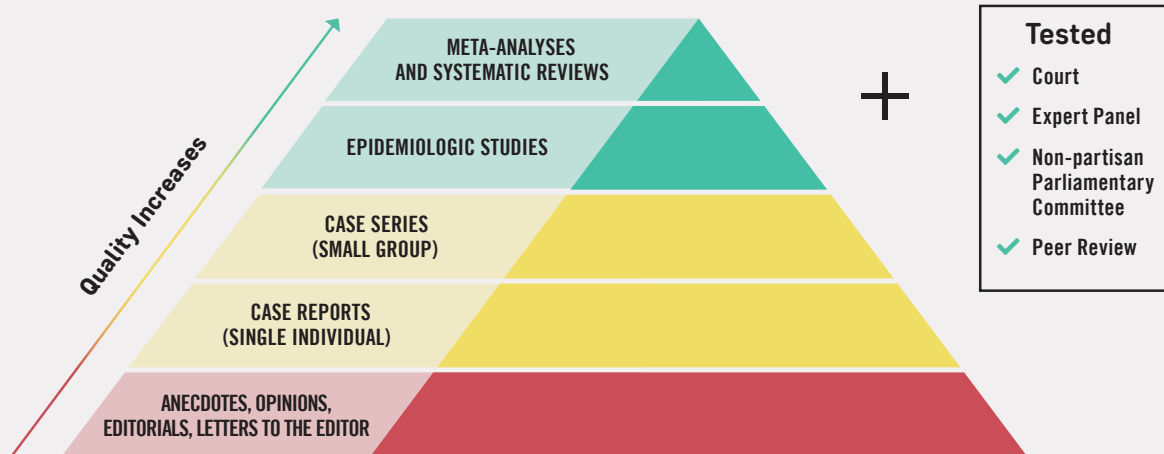 META-ANALYSES
AND SYSTEMATIC REVIEWS
EPIDEMIOLOGIC STUDIES
CASE SERIES
(SMALL GROUP)
CASE REPORTS
(SINGLE INDIVIDUAL)
ANECDOTES, OPINIONS,
EDITORIALS, LETTERS TO THE EDITOR
Quality Increases
+
Tested
Court
Expert Panel
Non-partisan
Parliamentary
Committee
Peer Review